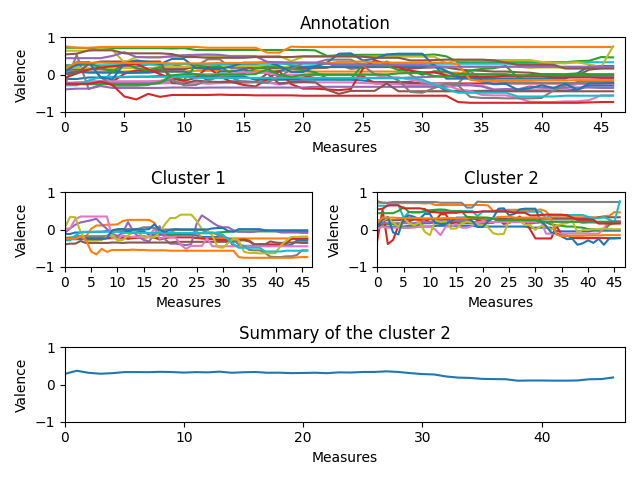 Annotation
1
0
−1
Valence
0 5 10 15 20 25 30 35 40 45
Measures
Cluster 1
1
0
−1
Valence
0 5 10 15 20 25 30 35 40 45
Measures
Cluster 2
1
0
−1
Valence
0 5 10 15 20 25 30 35 40 45
Measures
Summary of the cluster 2
1
0
−1
Valence
0 10 20 30 40
Measures